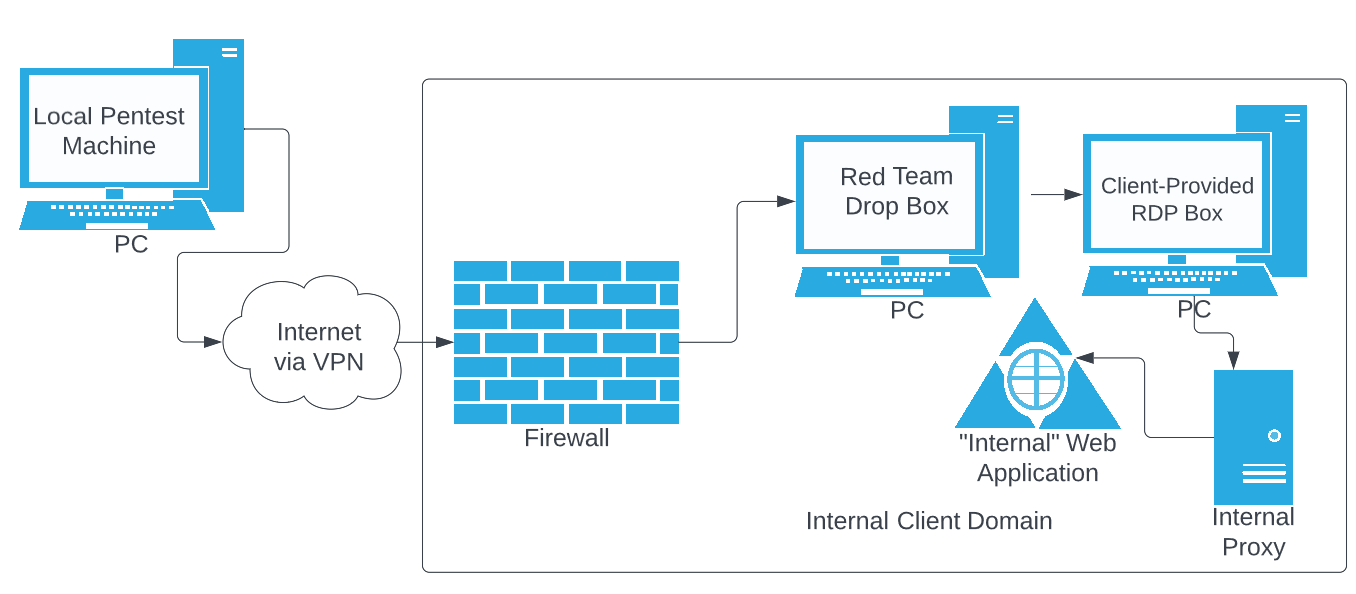 Local Pentest
Machine
PC
Internet
via VPN
Firewall
Red Team
Drop Box
PC
Client-Provided
RDP Box
PC
"Internal" Web
Application
Internal
Proxy
Internal Client Domain